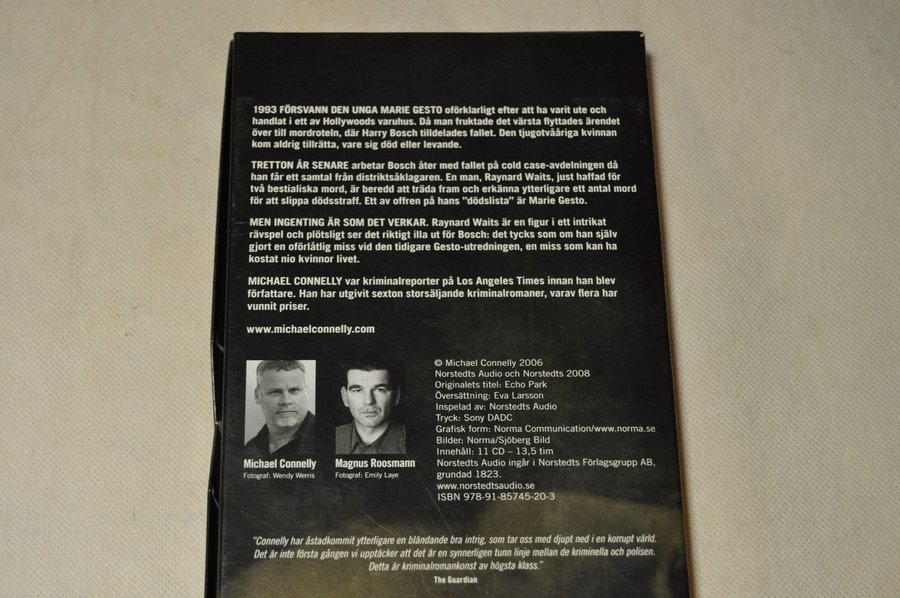 1993 FÖRSVANN DEN UNGA MARIE GESTO oförklarligt efter att ha varit ute och
handlat i ett av Hollywoods varuhus. Då man fruktade det värsta flyttades ärendet
över till mordroteln, där Harry Bosch tilldelades fallet. Den tjugotvååriga kvinnan
kom aldrig tillrätta, vare sig död eller levande.
TRETTON ÅR SENARE arbetar Bosch åter med fallet på cold case-avdelningen då
han får ett samtal från distriktsåklagaren. En man, Raynard Waits, just haffad för
två bestialiska mord, är beredd att träda fram och erkänna ytterligare ett antal mord
för att slippa dödsstraff. Ett av offren på hans "dödslista" är Marie Gesto.
MEN INGENTING ÄR SOM DET VERKAR. Raynard Waits är en figur i ett intrikat
rävspel och plötsligt ser det riktigt illa ut för Bosch: det tycks som om han själv
gjort en oförlåtlig miss vid den tidigare Gesto-utredningen, en miss som kan ha
kostat nio kvinnor livet.
MICHAEL CONNELLY var kriminalreporter på Los Angeles Times innan han blev
författare. Han har utgivit sexton storsäljande kriminalromaner, varav flera har
vunnit priser.
www.michaelconnelly.com
Michael Connelly
Fotograf: Wendy Werris
Magnus Roosmann
Fotograf: Emily Laye
© Michael Connelly 2006
Norstedts Audio och Norstedts 2008
Originalets titel: Echo Park
Översättning: Eva Larsson
Inspelad av: Norstedts Audio
Tryck: Sony DADC
Grafisk form: Norma Communication/www.norma.se
Bilder: Norma/Sjöberg Bild
Innehåll: 11 CD – 13,5 tim
Norstedts Audio ingår i Norstedts Förlagsgrupp AB,
grundad 1823.
www.norstedtsaudio.se
ISBN 978-91-85745-20-3
"Connelly har åstadkommit ytterligare en bländande bra intrig, som tar oss med djupt ned i en korrupt värld.
Det är inte första gången vi upptäcker att det är en synnerligen tunn linje mellan de kriminella och polisen.
Detta är kriminalromankonst av högsta klass."
The Guardian